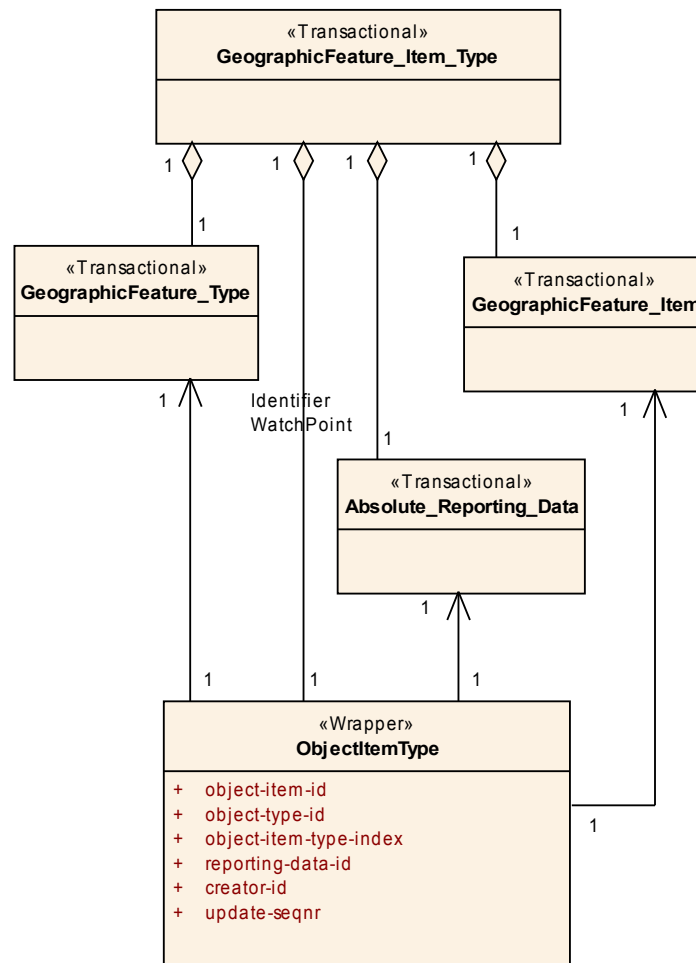 «Transactional»
GeographicFeature_Item_Type
1
1
1
1
1
1
«Transactional»
GeographicFeature_Type
«Transactional»
GeographicFeature_Item
1
Identifier
WatchPoint
1
1
«Transactional»
Absolute_Reporting_Data
1
1
1
1
«Wrapper»
ObjectItemType
+ object-item-id
+ object-type-id
+ object-item-type-index
+ reporting-data-id
+ creator-id
+ update-seqnr
1